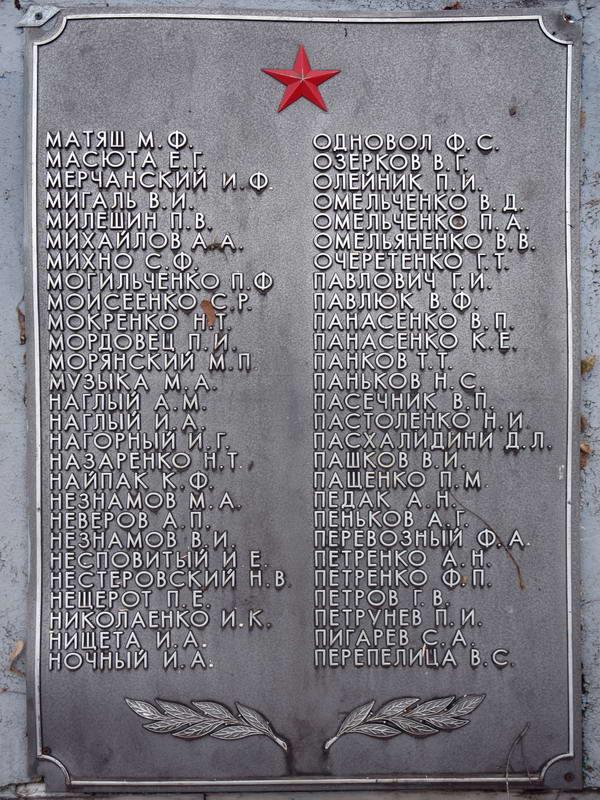 МАТЯШ М.Ф.
МАСЮТА Е.Г.
МЕРЧАНСКИЙ И.Ф.
МИГАЛЬ В.И.
МИЛЕШИН П.В.
МИХАЙЛОВ А.А.
МИХНО С.Ф.
МОГИЛЬЧЕНКО П.Ф
МОИСЕЕНКО С.Р.
МОКРЕНКО Н.Т.
МОРДОВЕЦ П.И.
МОРЯНСКИЙ М.П.
МУЗЫКА М.А.
НАГЛЫЙ А.М.
НАГЛЫЙ И.А.
НАГОРНЫЙ И.Г.
НАЗАРЕНКО Н.Т.
НАЙПАК К.Ф.
НЕЗНАМОВ М.А.
НЕВЕРОВ А.П.
НЕЗНАМОВ В.И.
НЕСПОВИТЫЙ И.Е.
НЕСТЕРОВСКИЙ Н.В.
НЕЩЕРОТ П.Е.
НИКОЛАЕНКО И.К.
НИЩЕТА И.А.
НОЧНЫЙ И.А.
ОДНОВОЛ Ф.С.
ОЗЕРКОВ В.Г.
ОЛЕЙНИК П.И.
ОМЕЛЬЧЕНКО В.Д.
ОМЕЛЬЧЕНКО П.А.
ОМЕЛЬЯНЕНКО В.В.
ОЧЕРЕТЕНКО Г.Т.
ПАВЛОВИЧ Г.И.
ПАВЛЮК В.Ф.
ПАНАСЕНКО В.П.
ПАНАСЕНКО К.Е.
ПАНКОВ Т.Т.
ПАНЬКОВ Н.С.
ПАСЕЧНИК В.П.
ПАСТОЛЕНКО Н.И.
ПАСХАЛИДИНИ Д.Л.
ПАШКОВ В.И.
ПАЩЕНКО П.М.
ПЕДАК А.Н.
ПЕНЬКОВ А.Г.
ПЕРЕВОЗНЫЙ Ф.А.
ПЕТРЕНКО А.Н.
ПЕТРЕНКО Ф.П.
ПЕТРОВ Г.В.
ПЕТРУНЕВ П.И.
ПИГАРЕВ С.А.
ПЕРЕПЕЛИЦА В.С.